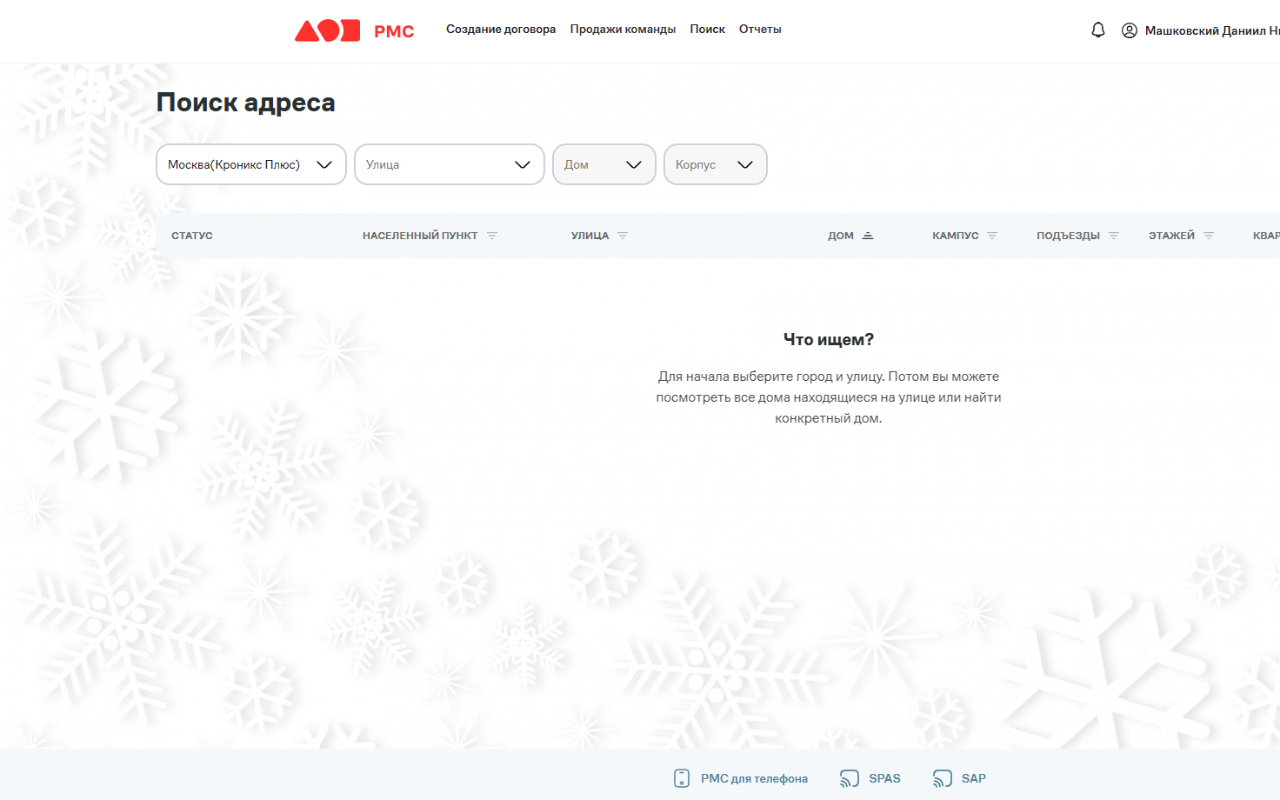 РМС Создание договора Продажи команды Поиск Отчеты Машковский Даниил
Поиск адреса
Москва(Кроникс Плюс) Улица Дом Корпус
СТАТУС НАСЕЛЕННЫЙ ПУНКТ УЛИЦА ДОМ КАМПУС ПОДЪЕЗДЫ ЭТАЖЕЙ КВАР
Что ищем?
Для начала выберите город и улицу. Потом вы можете
посмотреть все дома находящиеся на улице или найти
конкретный дом.
РМС для телефона SPAS SAP